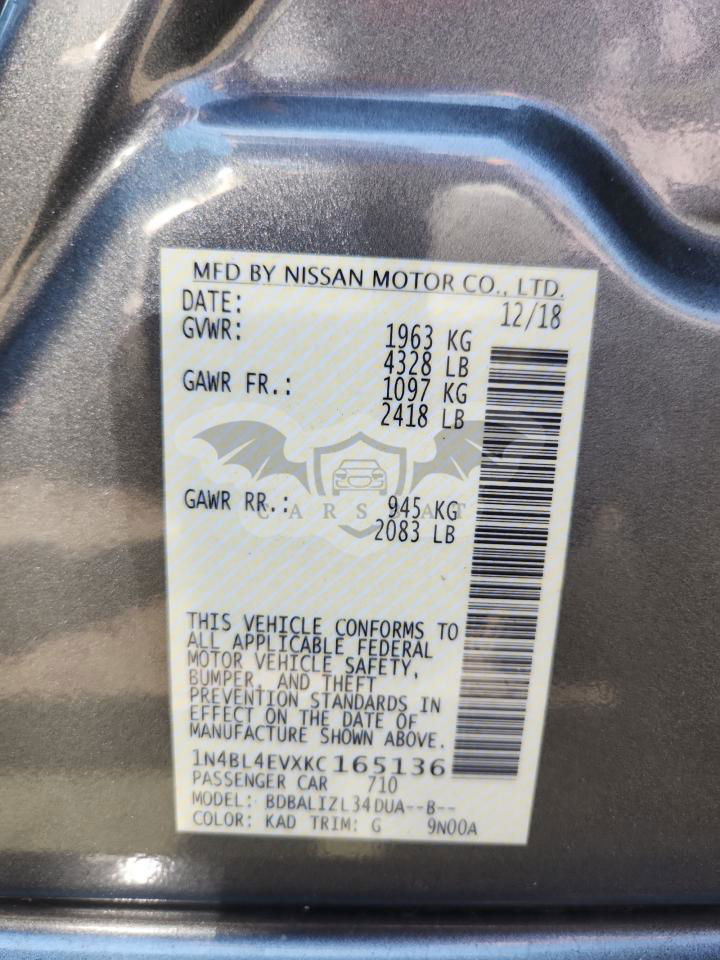 MFD BY NISSAN MOTOR CO., LTD.
DATE: 12/18
GVWR: 1963 KG
4328 LB
GAWR FR.: 1097 KG
2418 LB
GAWR RR.: 945 KG
CARSBAT
2083 LB
THIS VEHICLE CONFORMS TO
ALL APPLICABLE FEDERAL
MOTOR VEHICLE SAFETY,
BUMPER, AND THEFT
PREVENTION STANDARDS IN
EFFECT ON THE DATE OF
MANUFACTURE SHOWN ABOVE.
1N4BL4EVXKC165136
PASSENGER CAR 710
MODEL: BDBALIZL34DUA--B--
COLOR: KAD TRIM: G 9N00A